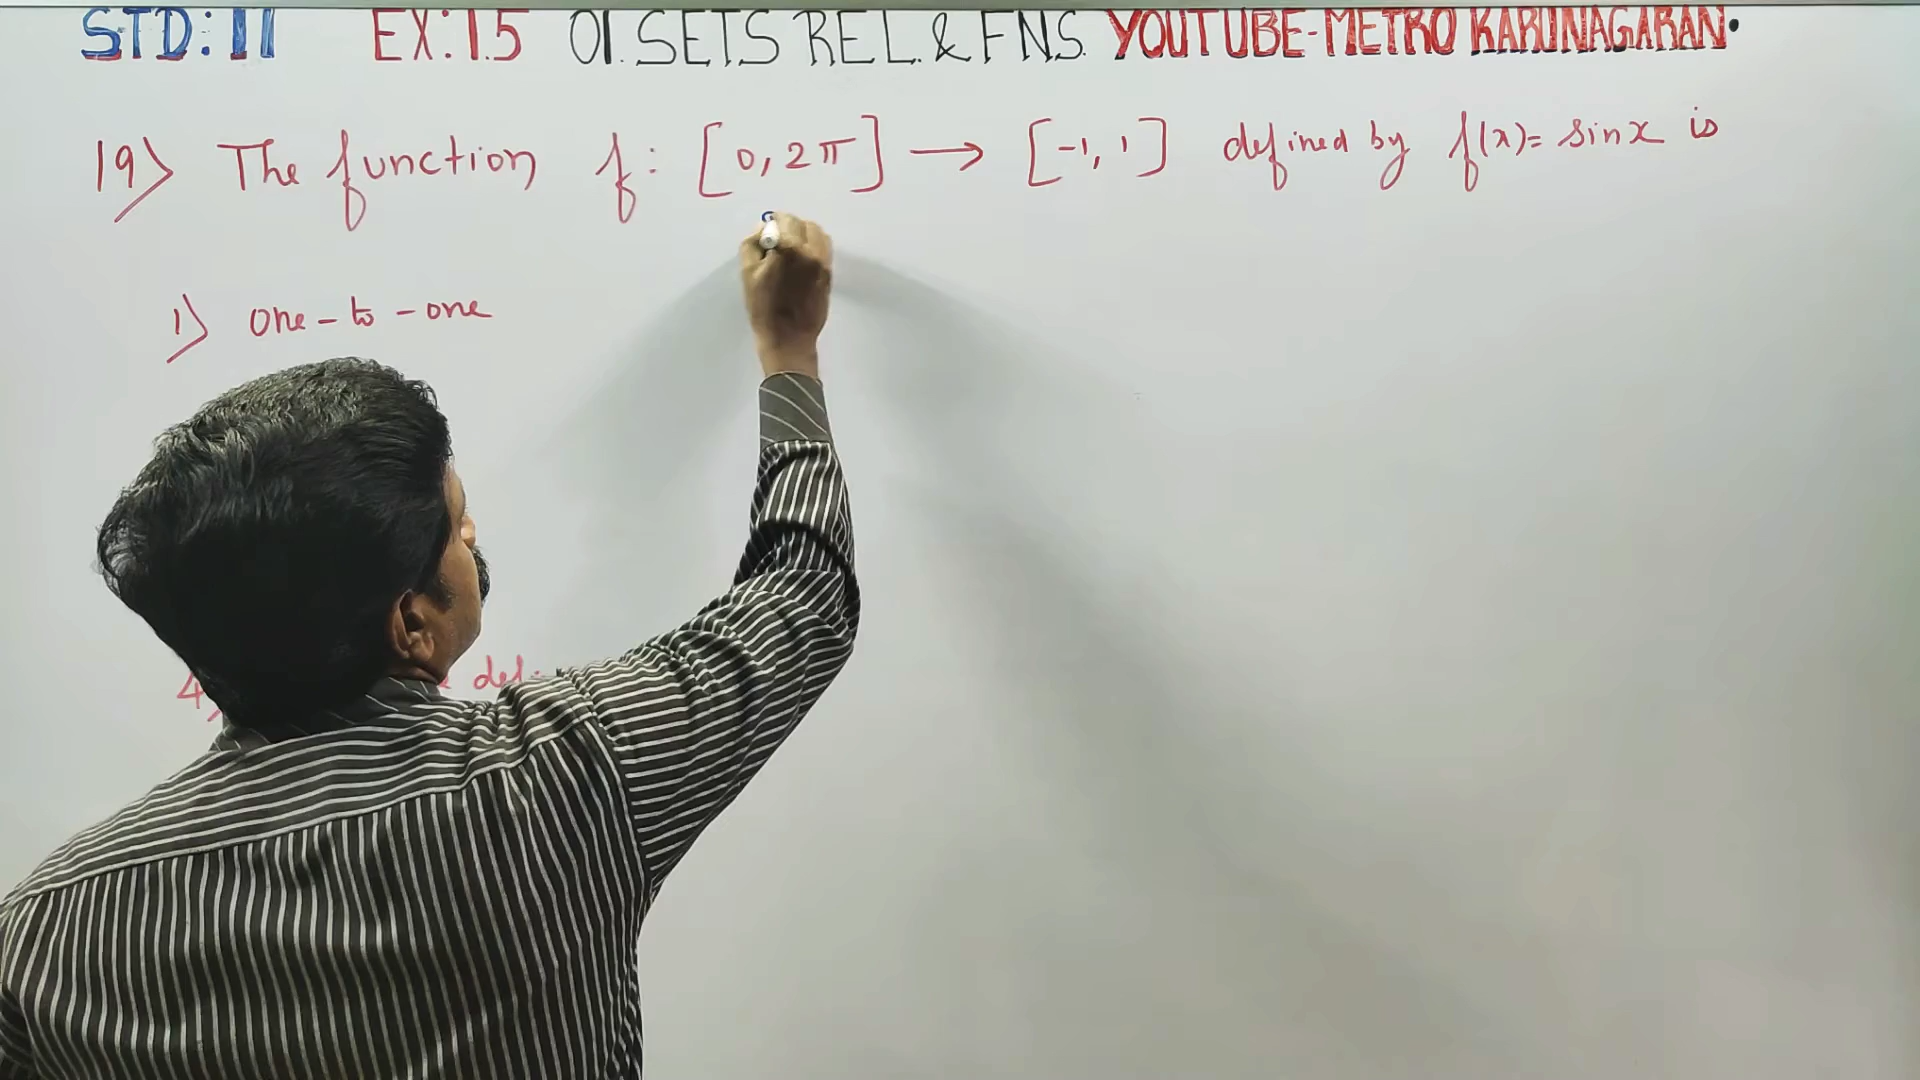 STD: 11 EX: 1.5 01. SETS REL. & FNS. YOUTUBE-METRO KARUNAGARAN.
19) The function f: [0, 2π] → [-1, 1] defined by f(x) = sin x is
1) one-to-one
4)